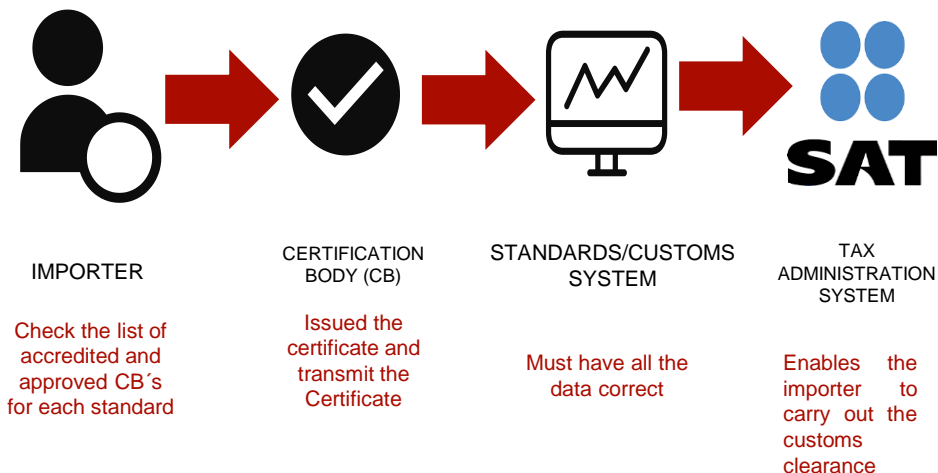 SAT
IMPORTER
Check the list of
accredited and
approved CB´s
for each standard
CERTIFICATION
BODY (CB)
Issued the
certificate and
transmit the
Certificate
STANDARDS/CUSTOMS
SYSTEM
Must have all the
data correct
TAX
ADMINISTRATION
SYSTEM
Enables the
importer to
carry out the
customs
clearance